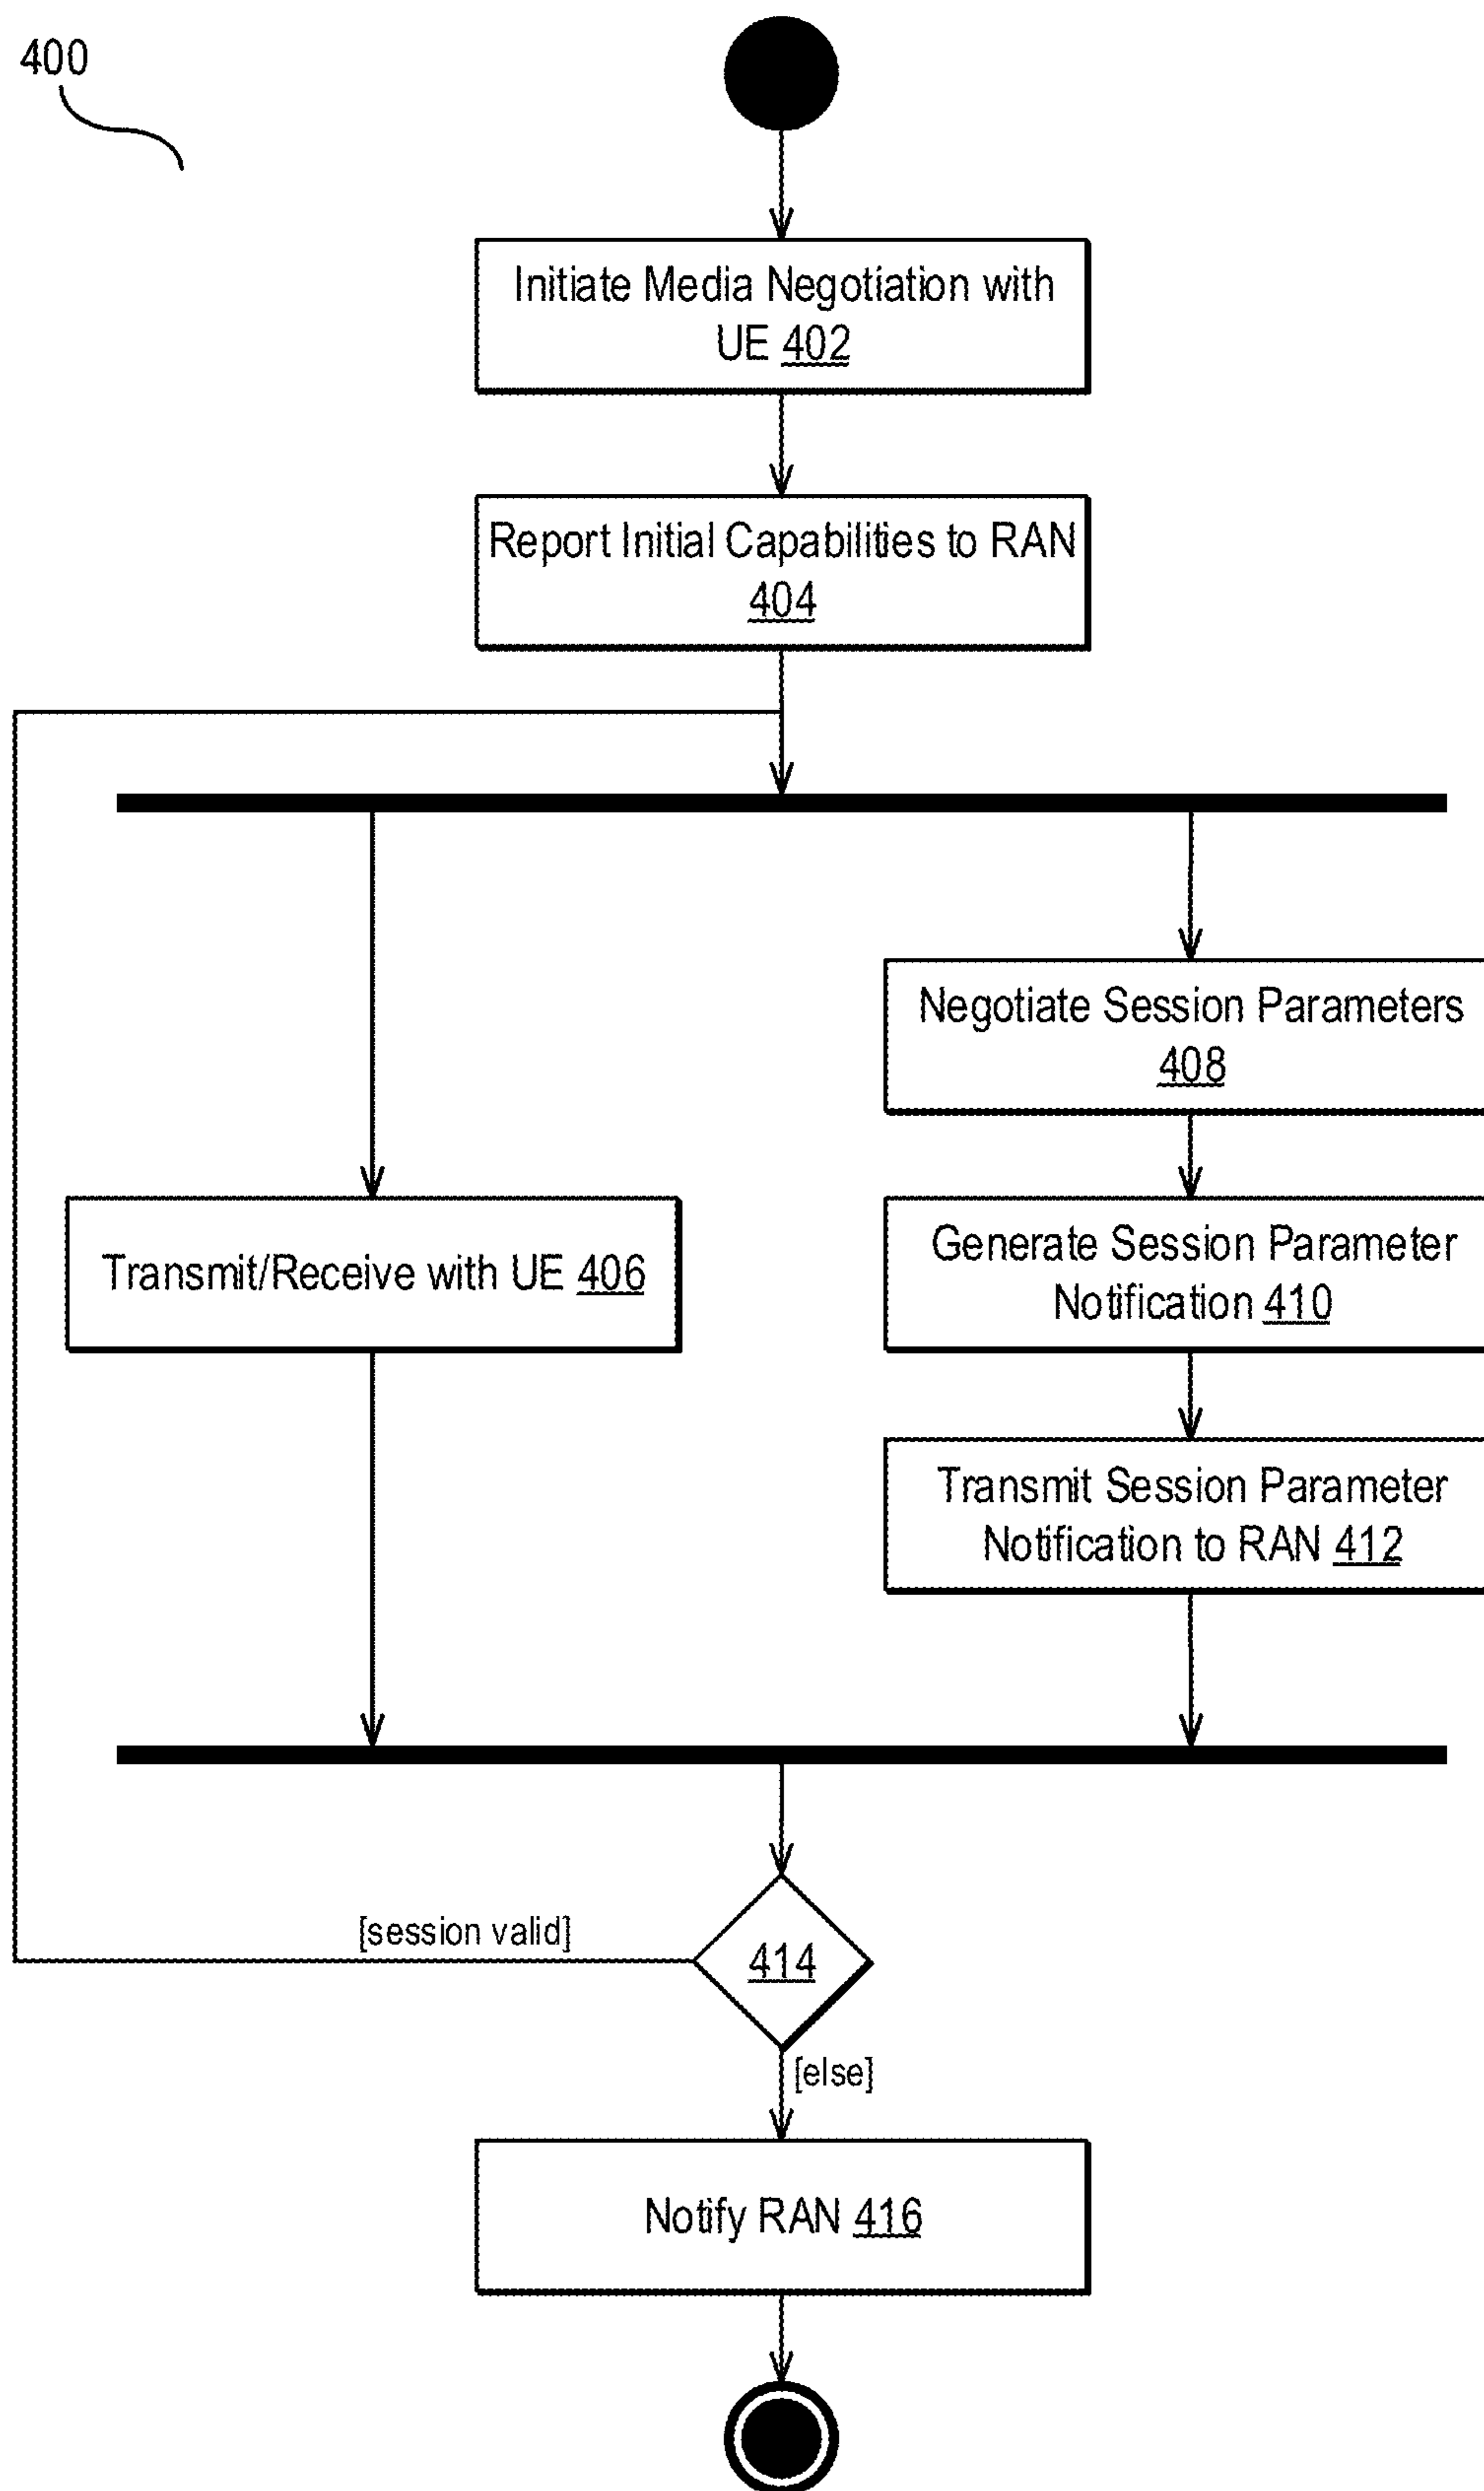 400
Initiate Media Negotiation with
UE 402
Report Initial Capabilities to RAN
404
Negotiate Session Parameters
408
Transmit/Receive with UE 406
Generate Session Parameter
Notification 410
Transmit Session Parameter
Notification to RAN 412
[session valid]
414
[else]
Notify RAN 416